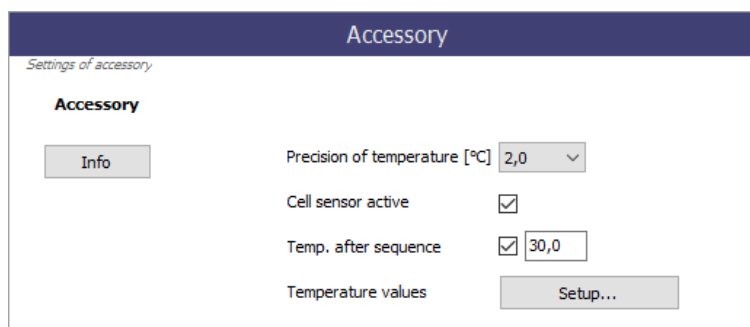 Accessory
Settings of accessory
Accessory
Info
Precision of temperature [°C] 2,0
Cell sensor active
Temp. after sequence 30,0
Temperature values Setup...